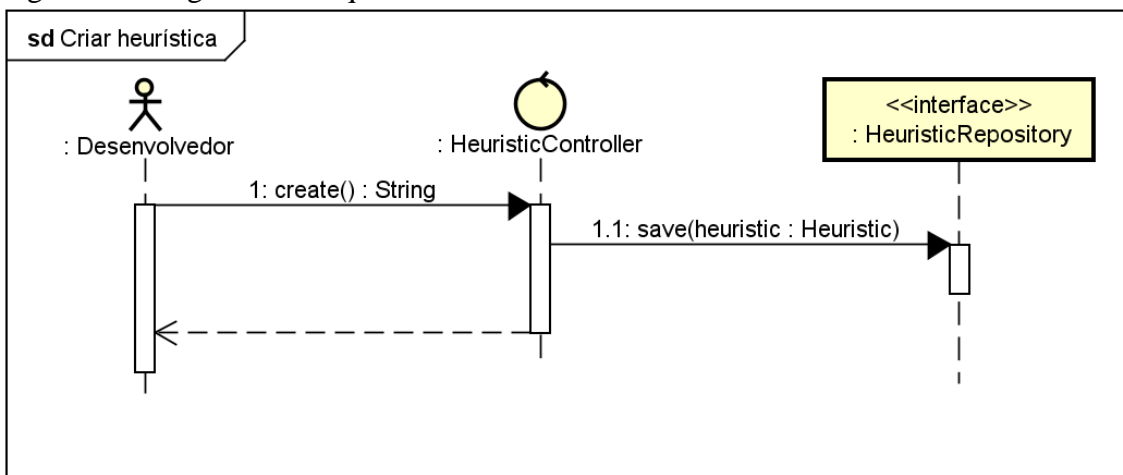 sd Criar heurística
: Desenvolvedor
: HeuristicController
<<interface>>
: HeuristicRepository
1: create() : String
1.1: save(heuristic : Heuristic)